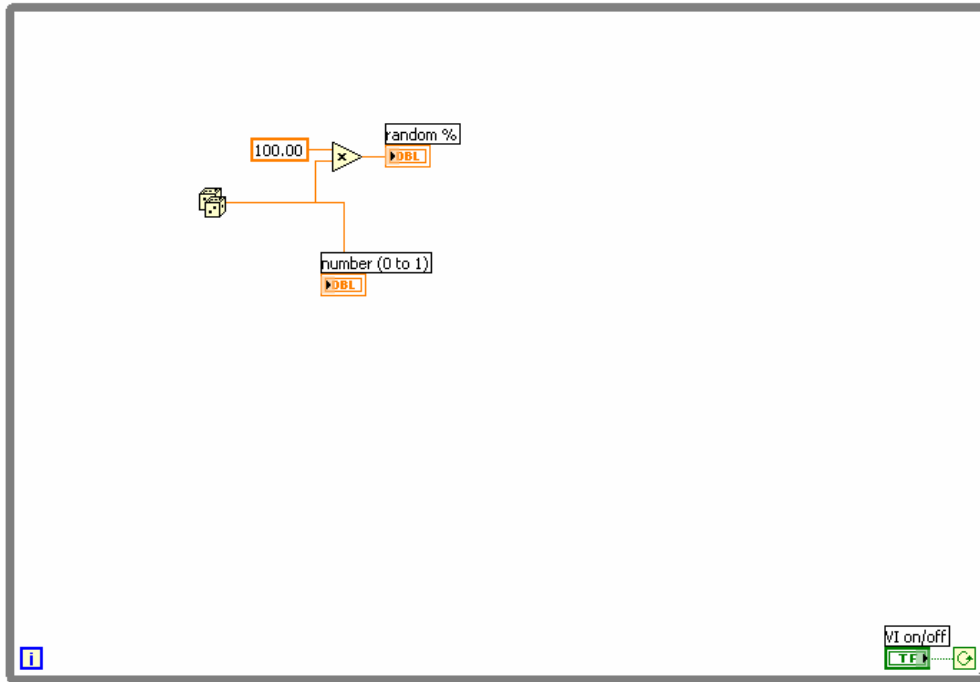 random %
100.00
DBL
number (0 to 1)
DBL
VI on/off
i
TF